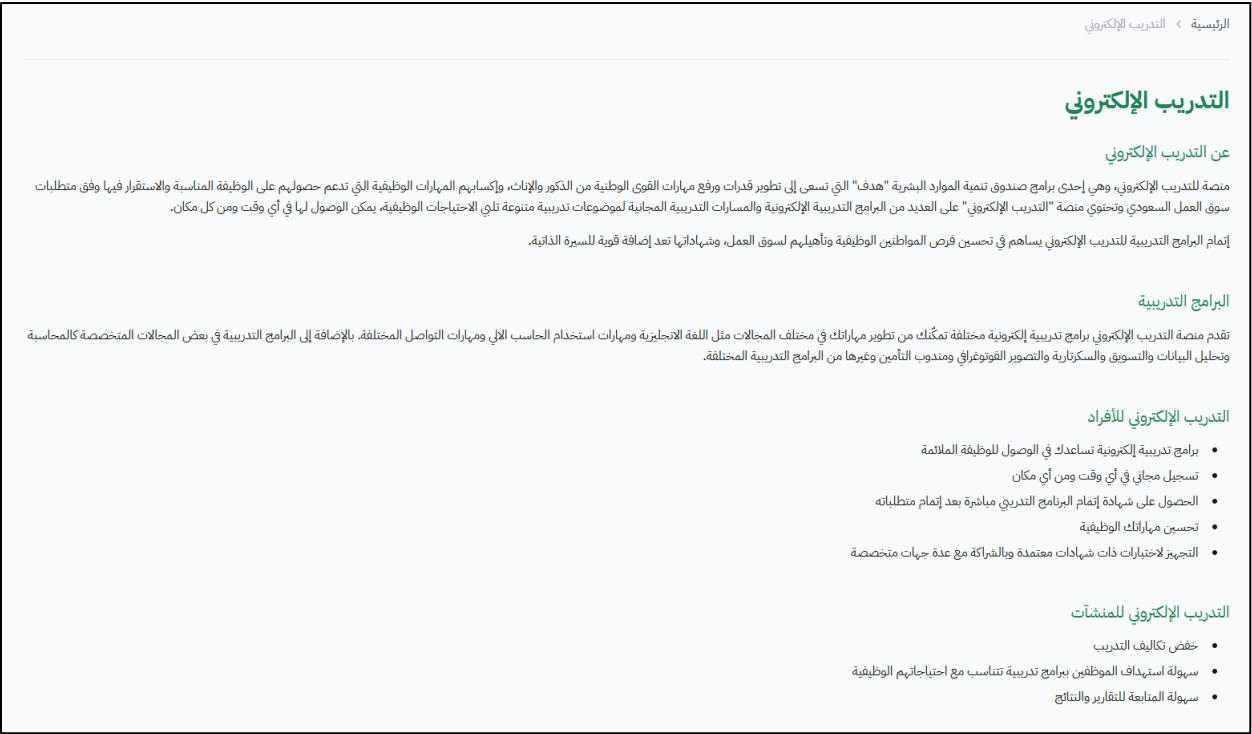 الرئيسية > التدريب الإلكتروني
التدريب الإلكتروني
عن التدريب الإلكتروني
منصة للتدريب الإلكتروني، وهي إحدى برامج صندوق تنمية الموارد البشرية "هدف" التي تسعى إلى تطوير قدرات ورفع مهارات القوى الوطنية من الذكور والإناث، وإكسابهم المهارات الوظيفية التي تدعم حصولهم على الوظيفة المناسبة والاستقرار فيها وفق متطلبات
سوق العمل السعودي وتحتوي منصة "التدريب الإلكتروني" على العديد من البرامج التدريبية الإلكترونية والمسارات التدريبية المجانية لموضوعات تدريبية متنوعة تلبي الاحتياجات الوظيفية، يمكن الوصول لها في أي وقت ومن كل مكان.
إتمام البرامج التدريبية للتدريب الإلكتروني يساهم في تحسين فرص المواطنين الوظيفية وتأهيلهم لسوق العمل، وشهاداتها تعد إضافة قوية للسيرة الذاتية.
البرامج التدريبية
تقدم منصة التدريب الإلكتروني برامج تدريبية إلكترونية مختلفة تمكّنك من تطوير مهاراتك في مختلف المجالات مثل اللغة الانجليزية ومهارات استخدام الحاسب الالي ومهارات التواصل المختلفة. بالإضافة إلى البرامج التدريبية في بعض المجالات المتخصصة كالمحاسبة
وتحليل البيانات والتسويق والسكرتارية والتصوير الفوتوغرافي ومندوب التأمين وغيرها من البرامج التدريبية المختلفة.
التدريب الإلكتروني للأفراد
• برامج تدريبية إلكترونية تساعدك في الوصول للوظيفة الملائمة
• تسجيل مجاني في أي وقت ومن أي مكان
• الحصول على شهادة إتمام البرنامج التدريبي مباشرة بعد إتمام متطلباته
• تحسين مهاراتك الوظيفية
• التجهيز لاختبارات ذات شهادات معتمدة وبالشراكة مع عدة جهات متخصصة
التدريب الإلكتروني للمنشآت
• خفض تكاليف التدريب
• سهولة استهداف الموظفين ببرامج تدريبية تتناسب مع احتياجاتهم الوظيفية
• سهولة المتابعة للتقارير والنتائج